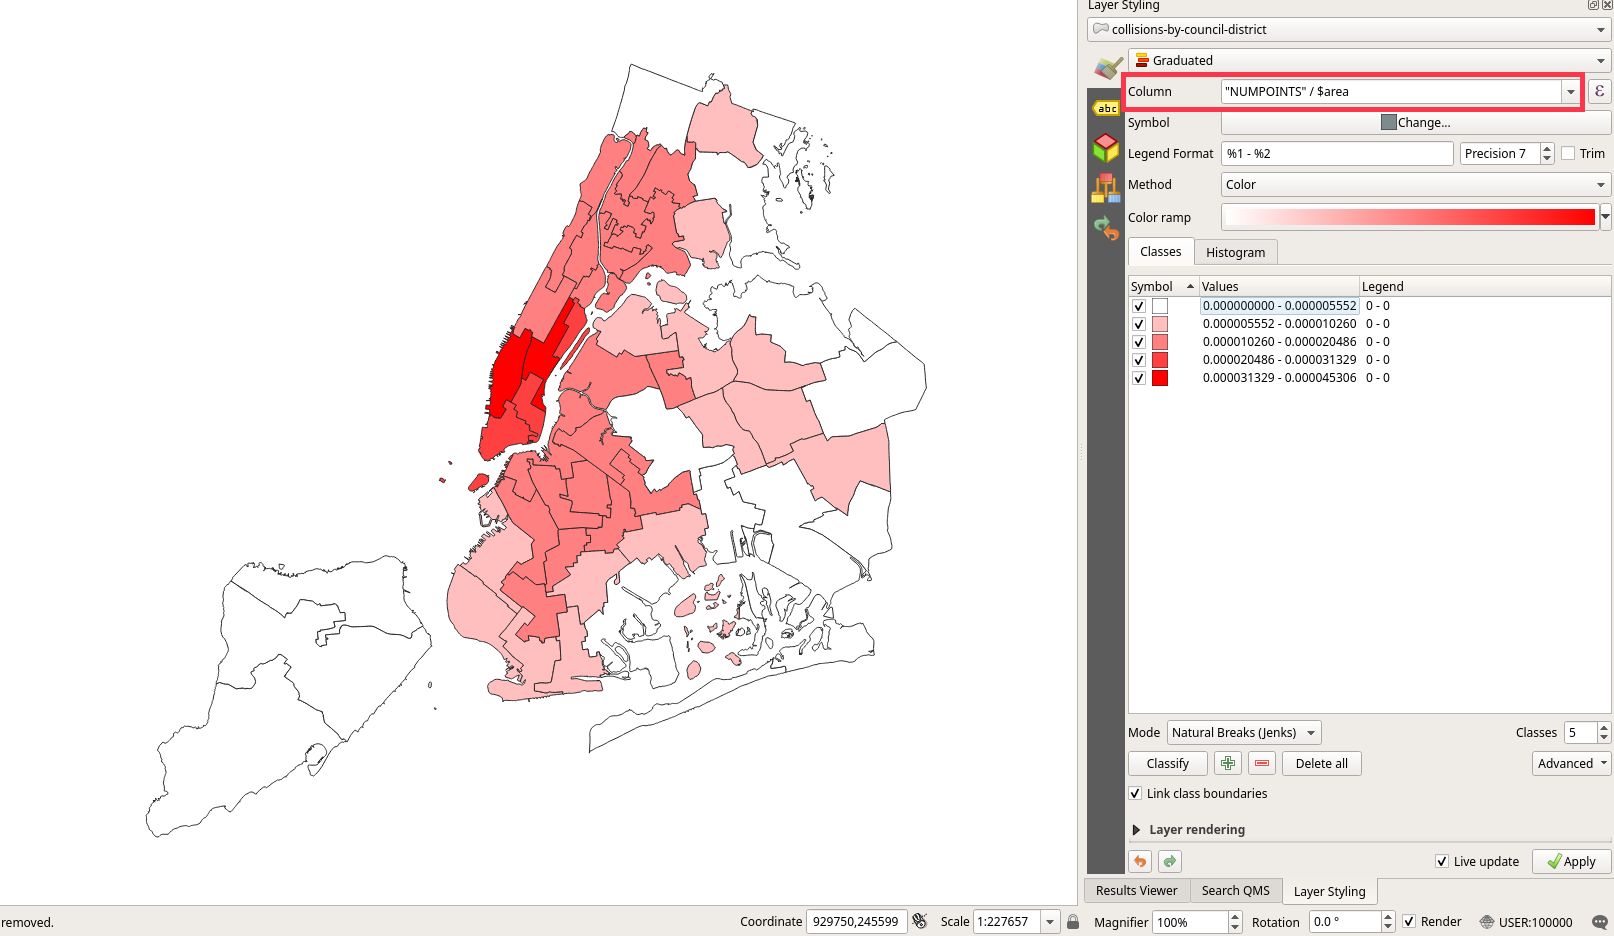 Layer Styling
collisions-by-council-district
Graduated
Column "NUMPOINTS" / $area ε
abc
Symbol Change...
Legend Format %1 - %2 Precision 7 Trim
Method Color
Color ramp
Classes Histogram
Symbol Values Legend
0.000000000 - 0.000005552 0 - 0
0.000005552 - 0.000010260 0 - 0
0.000010260 - 0.000020486 0 - 0
0.000020486 - 0.000031329 0 - 0
0.000031329 - 0.000045306 0 - 0
Mode Natural Breaks (Jenks) Classes 5
Classify Delete all Advanced
Link class boundaries
Layer rendering
Live update Apply
Results Viewer Search QMS Layer Styling
removed. Coordinate 929750,245599 Scale 1:227657 Magnifier 100% Rotation 0.0 ° Render USER:100000